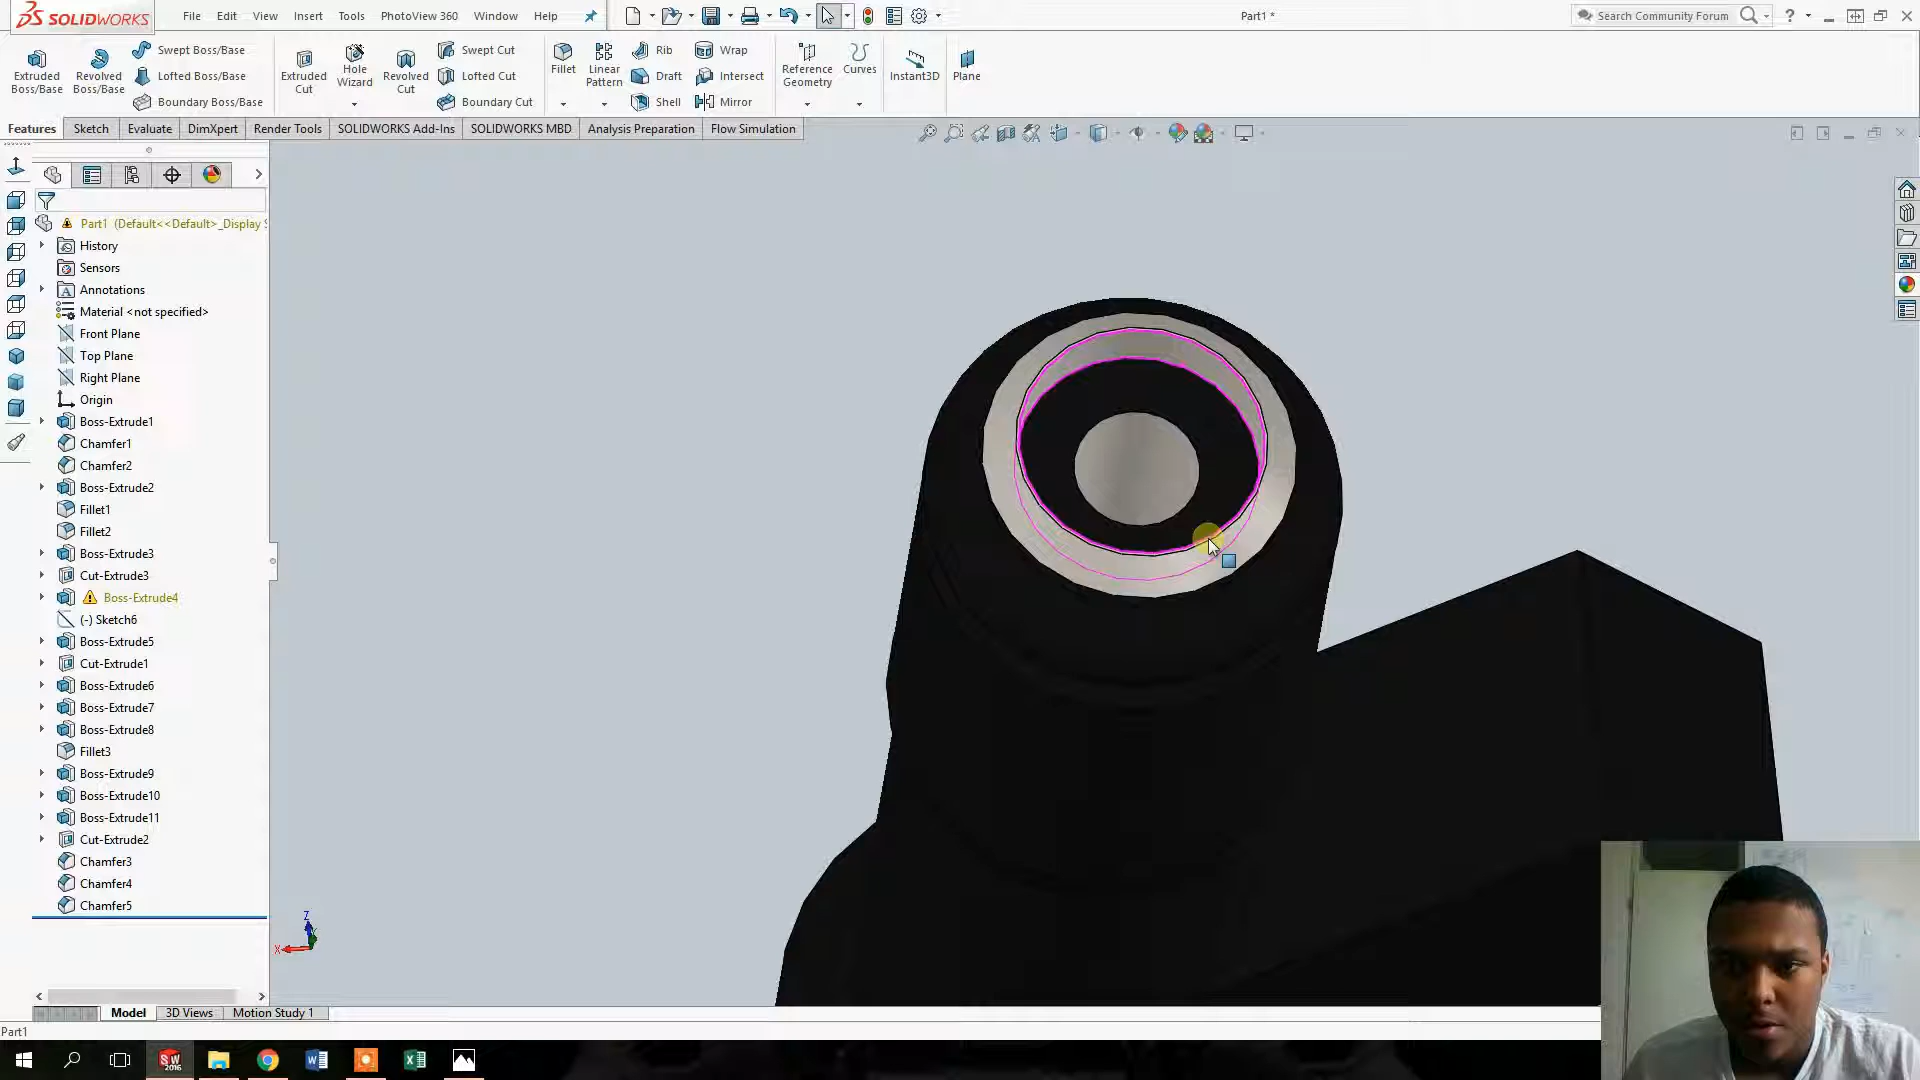 SOLIDWORKS
File Edit View Insert Tools PhotoView 360 Window Help
Part1 *
Search Community Forum
Extruded Boss/Base
Revolved Boss/Base
Swept Boss/Base
Lofted Boss/Base
Boundary Boss/Base
Extruded Cut
Hole Wizard
Revolved Cut
Swept Cut
Lofted Cut
Boundary Cut
Fillet
Linear Pattern
Rib
Draft
Shell
Wrap
Intersect
Mirror
Reference Geometry
Curves
Instant3D
Plane
Features Sketch Evaluate DimXpert Render Tools SOLIDWORKS Add-Ins SOLIDWORKS MBD Analysis Preparation Flow Simulation
Part1 (Default<<Default>_Display
History
Sensors
Annotations
Material <not specified>
Front Plane
Top Plane
Right Plane
Origin
Boss-Extrude1
Chamfer1
Chamfer2
Boss-Extrude2
Fillet1
Fillet2
Boss-Extrude3
Cut-Extrude3
Boss-Extrude4
(-) Sketch6
Boss-Extrude5
Cut-Extrude1
Boss-Extrude6
Boss-Extrude7
Boss-Extrude8
Fillet3
Boss-Extrude9
Boss-Extrude10
Boss-Extrude11
Cut-Extrude2
Chamfer3
Chamfer4
Chamfer5
Z
X
Model 3D Views Motion Study 1
Part1
SW
2016